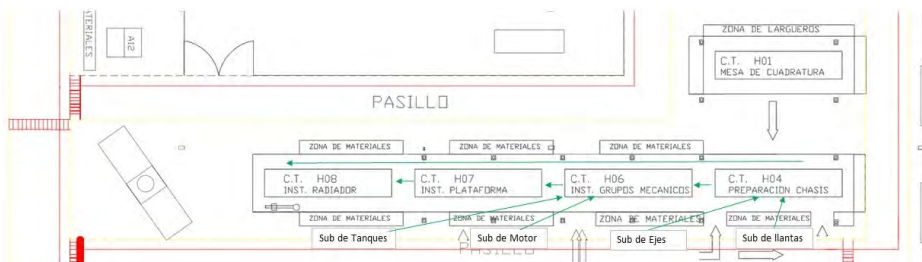 MATERIALES
A12
ZONA DE LARGUEROS
C.T. H01
MESA DE CUADRATURA
PASILLO
ZONA DE MATERIALES
ZONA DE MATERIALES
ZONA DE MATERIALES
C.T. H08
INST. RADIADOR
C.T. H07
INST. PLATAFORMA
C.T. H06
INST. GRUPOS MECANICOS
C.T. H04
PREPARACIÓN CHASIS
ZONA DE MATERIALES
ZONA DE MATERIALES
ZONA DE MATERIALES
ZONA DE MATERIALES
Sub de Tanques
Sub de Motor
Sub de Ejes
Sub de llantas
PASILLO